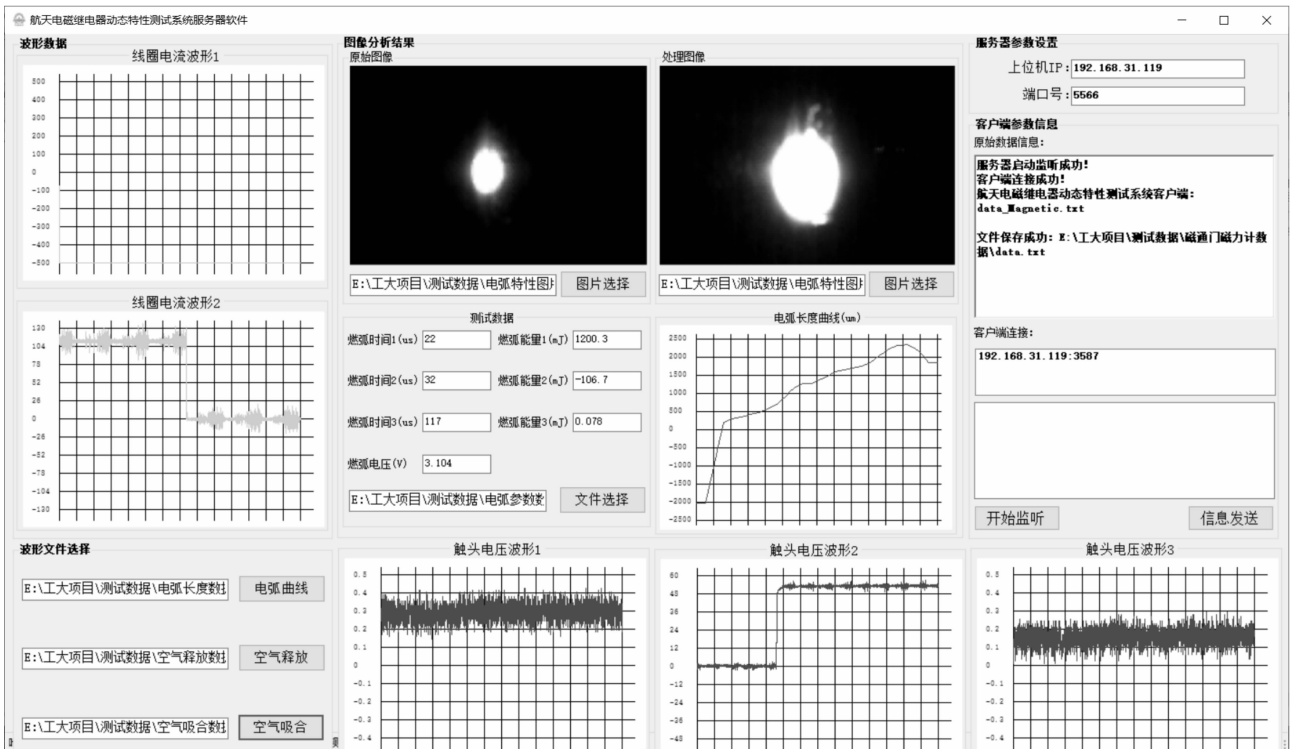 航天电磁继电器动态特性测试系统服务器软件
波形数据
线圈电流波形1
500
400
300
200
100
0
-100
-200
-300
-400
-500
线圈电流波形2
130
104
78
52
26
0
-26
-52
-78
-104
-130
图像分析结果
原始图像
处理图像
E:\工大项目\测试数据\电弧特性图片
图片选择
E:\工大项目\测试数据\电弧特性图片
图片选择
测试数据
燃弧时间1(us) 22 燃弧能量1(mJ) 1200.3
燃弧时间2(us) 32 燃弧能量2(mJ) -106.7
燃弧时间3(us) 117 燃弧能量3(mJ) 0.078
燃弧电压(V) 3.104
E:\工大项目\测试数据\电弧参数数
文件选择
电弧长度曲线(um)
2500
2000
1500
1000
500
0
-500
-1000
-1500
-2000
-2500
服务器参数设置
上位机IP: 192.168.31.119
端口号: 5566
客户端参数信息
原始数据信息:
服务器启动监听成功!
客户端连接成功!
航天电磁继电器动态特性测试系统客户端:
data_Magnetic.txt
文件保存成功: E:\工大项目\测试数据\磁通门磁力计数
据\data.txt
客户端连接:
192.168.31.119:3587
开始监听
信息发送
波形文件选择
E:\工大项目\测试数据\电弧长度数据
电弧曲线
E:\工大项目\测试数据\空气释放数据
空气释放
E:\工大项目\测试数据\空气吸合数据
空气吸合
触头电压波形1
0.5
0.4
0.3
0.2
0.1
0
-0.1
-0.2
-0.3
-0.4
触头电压波形2
60
48
36
24
12
0
-12
-24
-36
-48
触头电压波形3
0.5
0.4
0.3
0.2
0.1
0
-0.1
-0.2
-0.3
-0.4